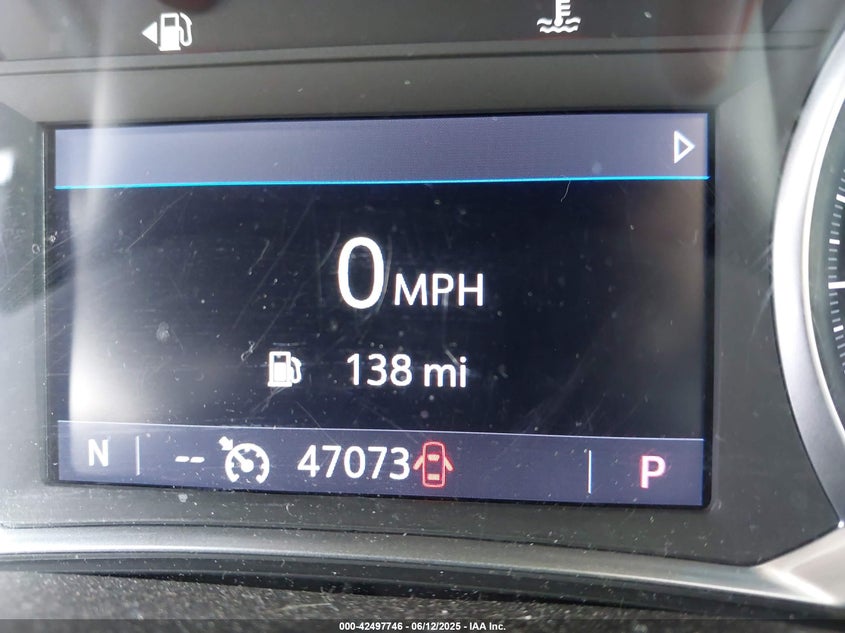 0 MPH
138 mi
N -- 47073 P
000-42497746 - 06/12/2025 - IAA Inc.